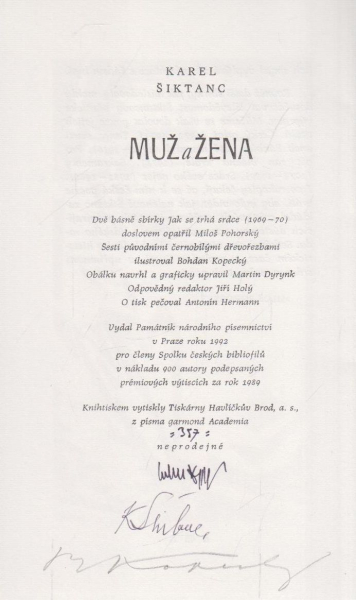 KAREL
ŠIKTANC
MUŽ a ŽENA
Dvě básně sbírky Jak se trhá srdce (1969–70)
doslovem opatřil Miloš Pohorský
Šesti původními černobílými dřevořezbami
ilustroval Bohdan Kopecký
Obálku navrhl a graficky upravil Martin Dyrynk
Odpovědný redaktor Jiří Holý
O tisk pečoval Antonín Hermann
Vydal Památník národního písemnictví
v Praze roku 1992
pro členy Spolku českých bibliofilů
v nákladu 900 autory podepsaných
prémiových výtiscích za rok 1989
Knihtiskem vytiskly Tiskárny Havlíčkův Brod, a. s.,
z písma garmond Academia
357
neprodejné